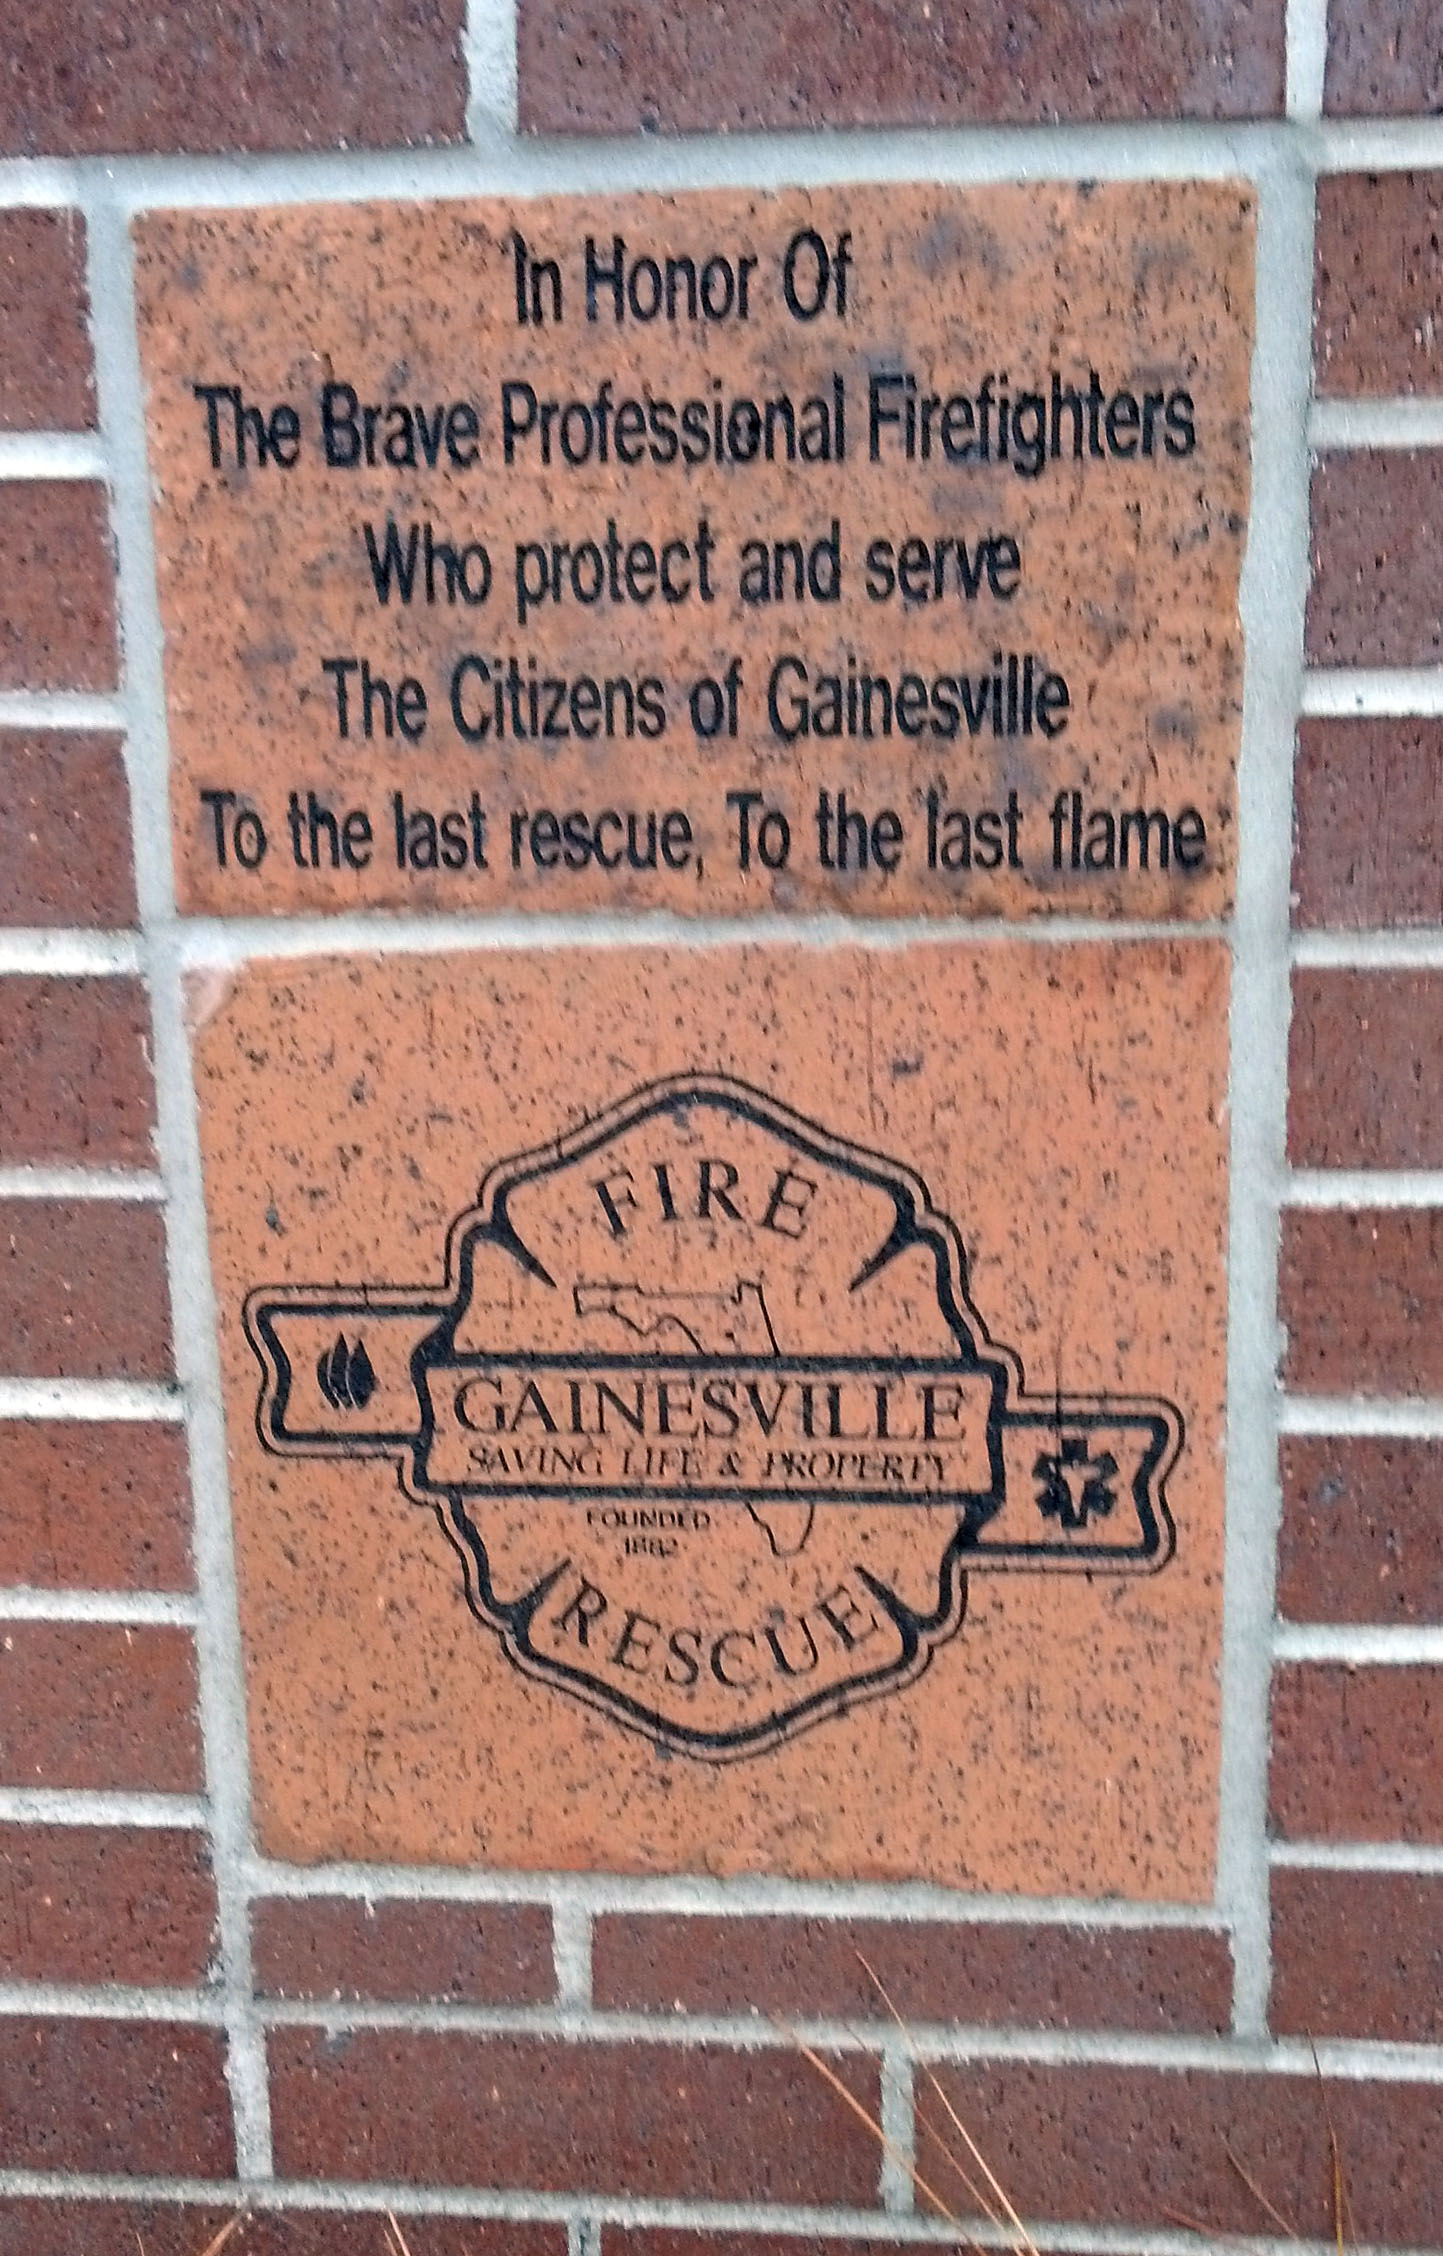 In Honor Of
The Brave Professional Firefighters
Who protect and serve
The Citizens of Gainesville
To the last rescue, To the last flame
FIRE
GAINESVILLE
SAVING LIFE & PROPERTY
FOUNDED
1882
RESCUE